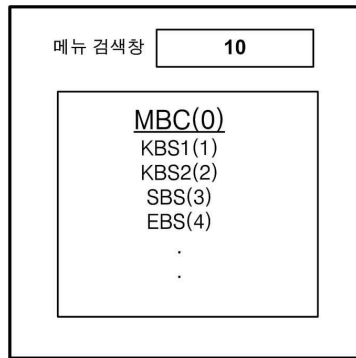 메뉴 검색창 10
MBC(0)
KBS1(1)
KBS2(2)
SBS(3)
EBS(4)
.
.